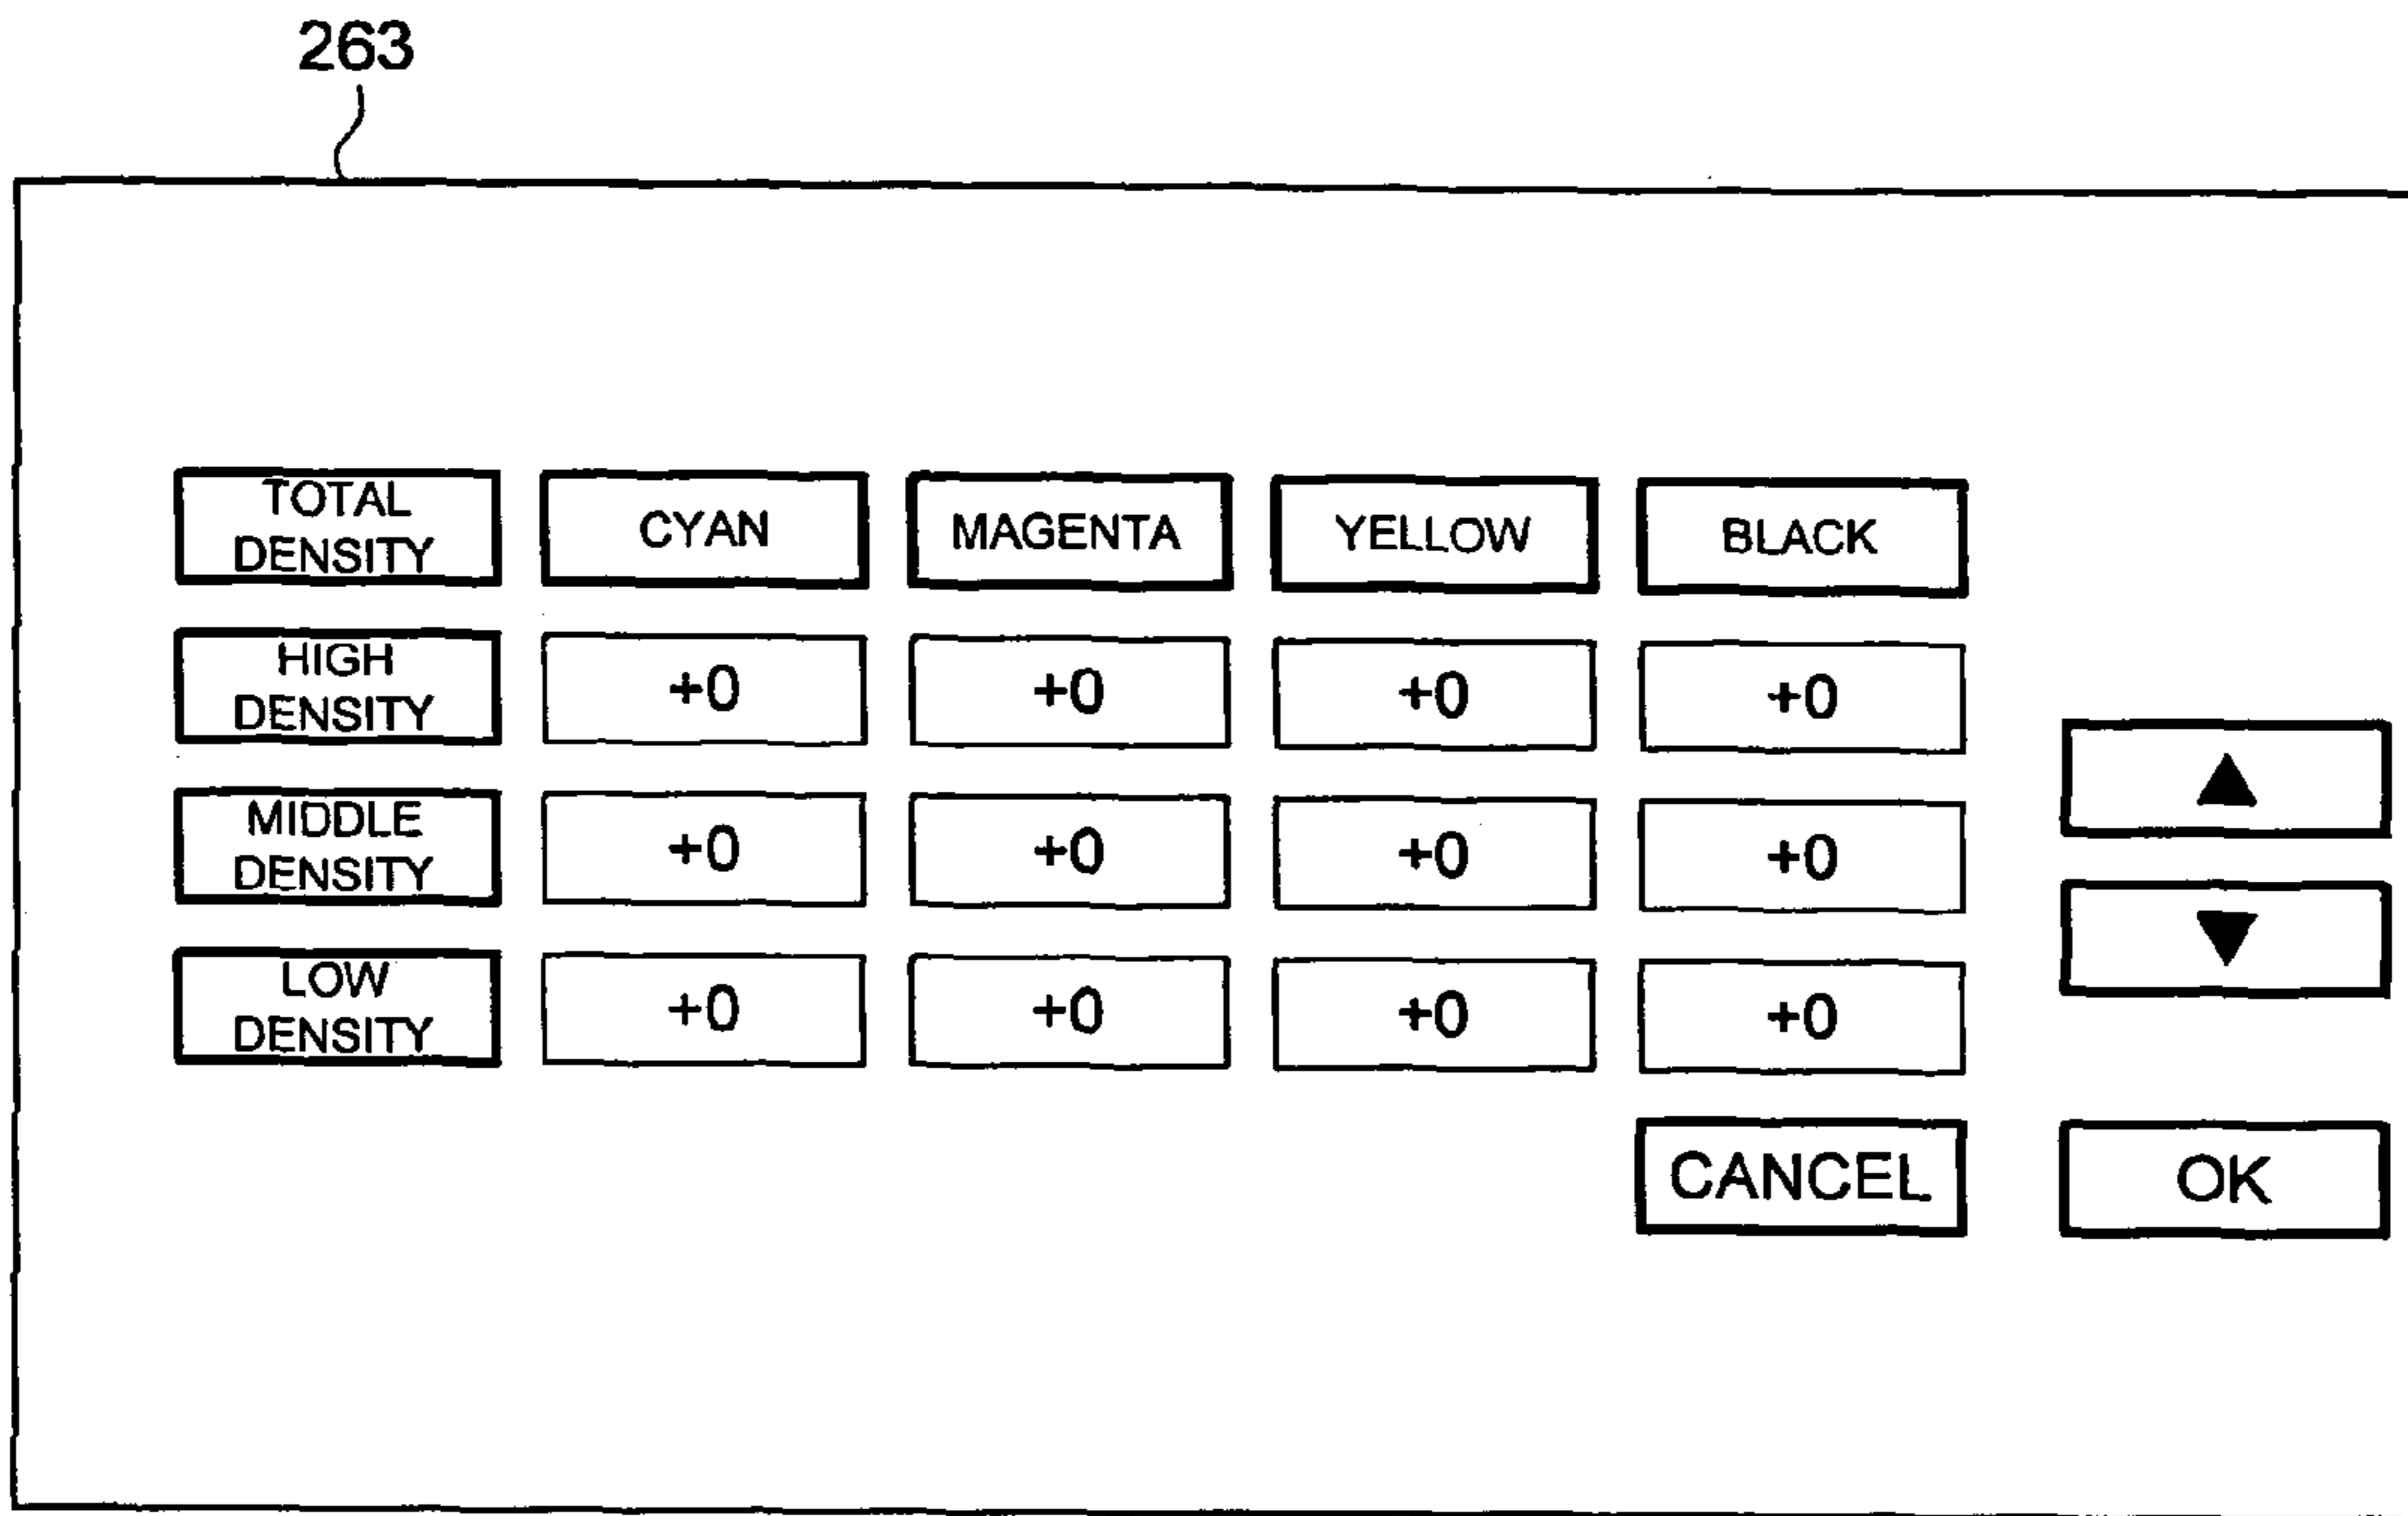 263
TOTAL DENSITY CYAN MAGENTA YELLOW BLACK
HIGH DENSITY +0 +0 +0 +0
MIDDLE DENSITY +0 +0 +0 +0
LOW DENSITY +0 +0 +0 +0
CANCEL OK